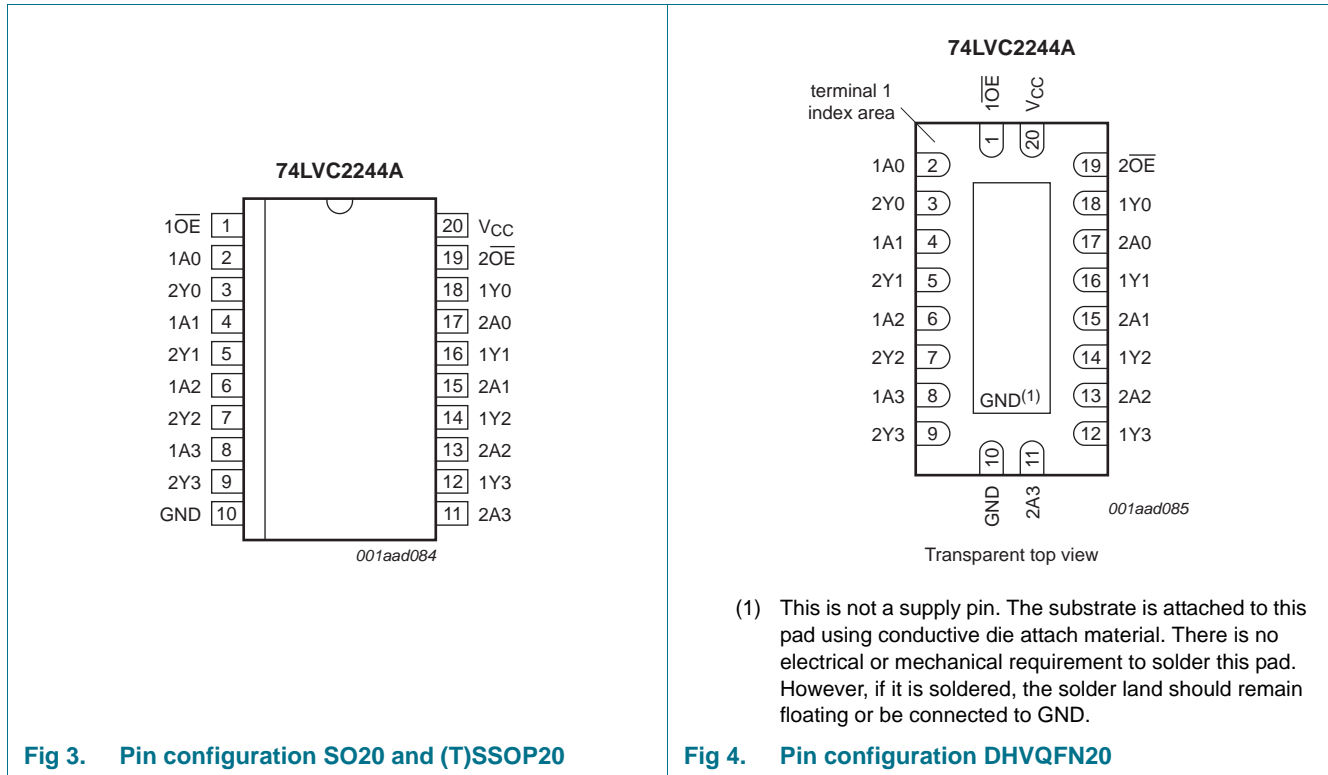 74LVC2244A
1OE 1
1A0 2
2Y0 3
1A1 4
2Y1 5
1A2 6
2Y2 7
1A3 8
2Y3 9
GND 10
20 VCC
19 2OE
18 1Y0
17 2A0
16 1Y1
15 2A1
14 1Y2
13 2A2
12 1Y3
11 2A3
001aad084
Fig 3. Pin configuration SO20 and (T)SSOP20
74LVC2244A
terminal 1
index area
1OE
VCC
1
20
1A0 2
2Y0 3
1A1 4
2Y1 5
1A2 6
2Y2 7
1A3 8
2Y3 9
19 2OE
18 1Y0
17 2A0
16 1Y1
15 2A1
14 1Y2
13 2A2
12 1Y3
GND(1)
10
11
GND
2A3
001aad085
Transparent top view
(1) This is not a supply pin. The substrate is attached to this
pad using conductive die attach material. There is no
electrical or mechanical requirement to solder this pad.
However, if it is soldered, the solder land should remain
floating or be connected to GND.
Fig 4. Pin configuration DHVQFN20